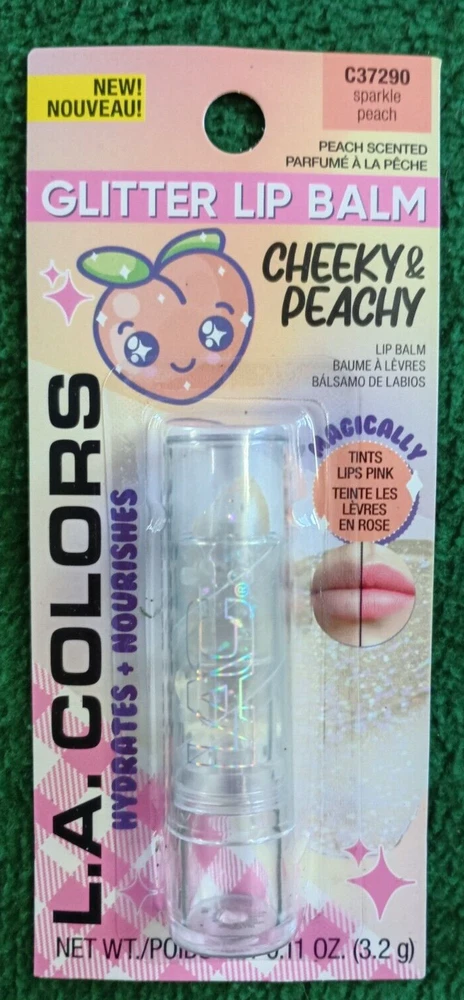 NEW!
NOUVEAU!
C37290
sparkle
peach
PEACH SCENTED
PARFUMÉ À LA PÊCHE
GLITTER LIP BALM
CHEEKY &
PEACHY
LIP BALM
BAUME À LÈVRES
BÁLSAMO DE LABIOS
MAGICALLY
TINTS
LIPS PINK
TEINTE LES
LÈVRES
EN ROSE
L.A. COLORS
HYDRATES + NOURISHES
NET WT./POIDS 0.11 OZ. (3.2 g)